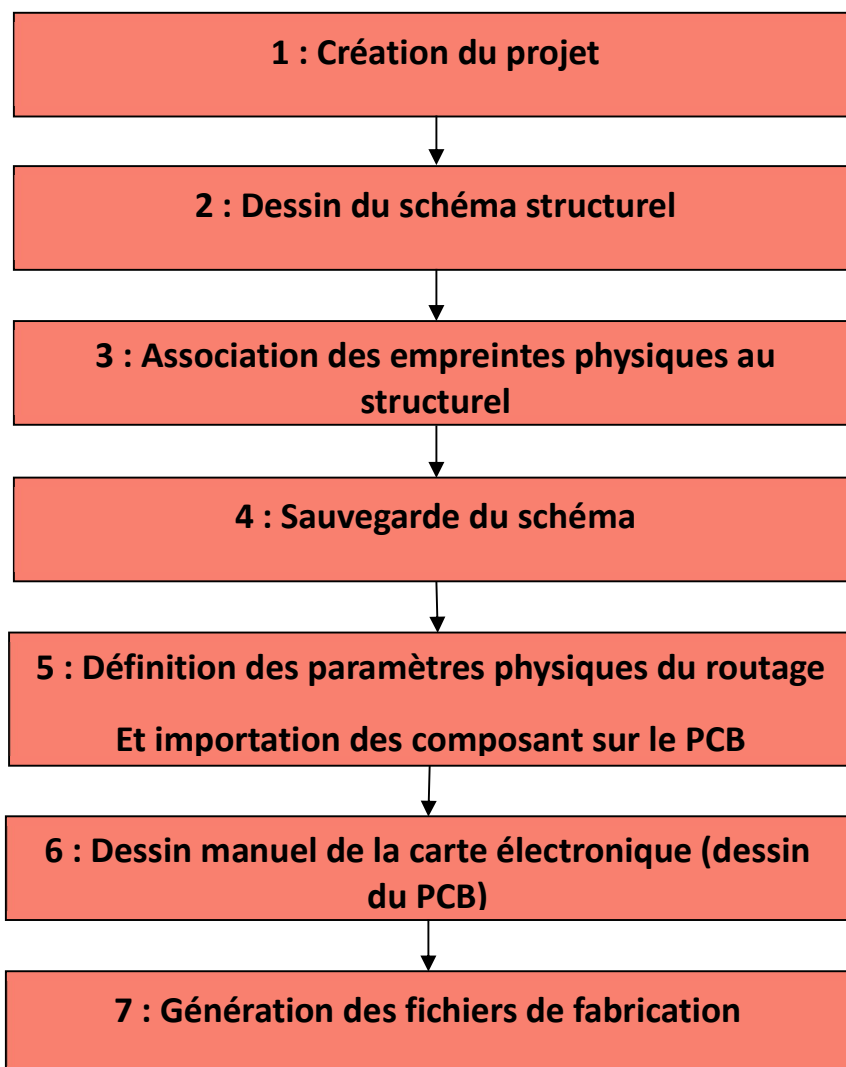 1 : Création du projet
2 : Dessin du schéma structurel
3 : Association des empreintes physiques au
structurel
4 : Sauvegarde du schéma
5 : Définition des paramètres physiques du routage
Et importation des composant sur le PCB
6 : Dessin manuel de la carte électronique (dessin
du PCB)
7 : Génération des fichiers de fabrication